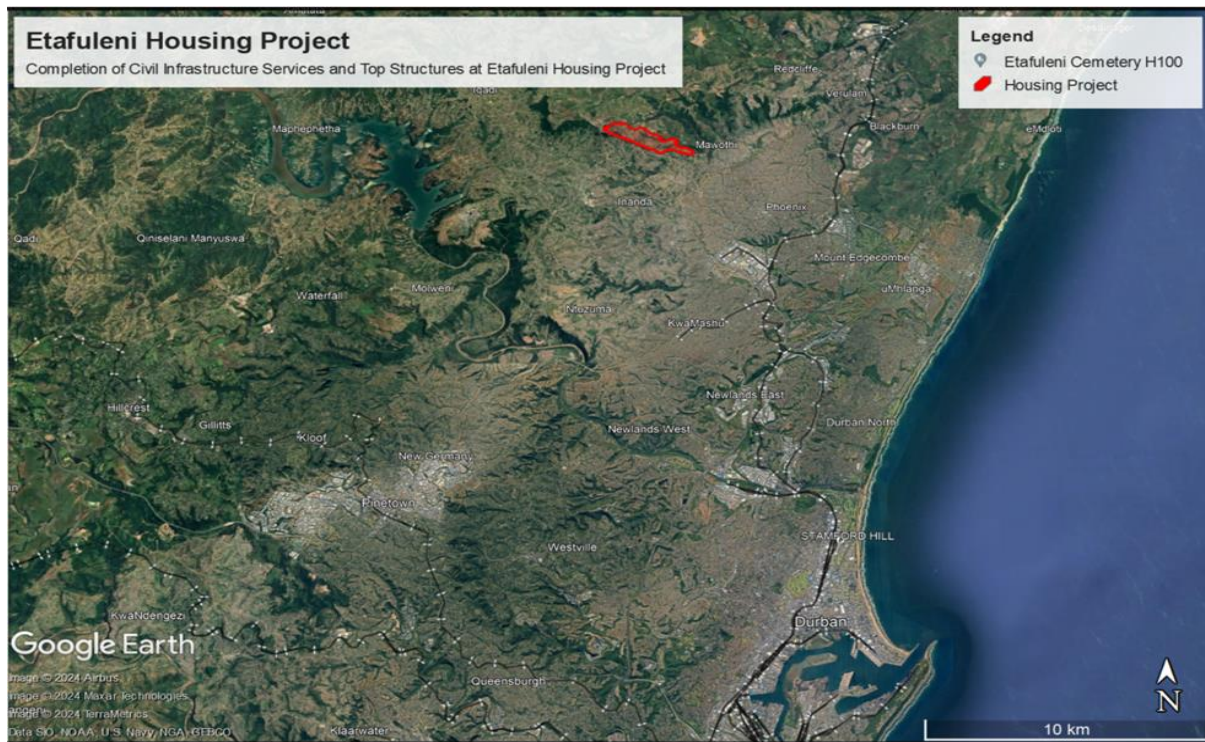 Etafuleni Housing Project
Completion of Civil Infrastructure Services and Top Structures at Etafuleni Housing Project
Legend
Etafuleni Cemetery H100
Housing Project
Redcliffe
Verulam
Maphephetha
Blackburn
eMdloti
Inanda
Phoenix
Qadi
Qiniselani Manyuswa
Mount Edgecombe
Molweni
Waterfall
uMhlanga
Ntuzuma
KwaMashu
Newlands East
Hillcrest
Gillitts
Durban North
Kloof
Newlands West
New Germany
Pinetown
STAMFORD HILL
Westville
KwaNdengezi
Durban
Google Earth
Image © 2024 Airbus
Image © 2024 Maxar Technologies
Image © 2024 TerraMetrics
Data SIO, NOAA, U.S. Navy, NGA, GEBCO
Queensburgh
Klaarwater
N
10 km